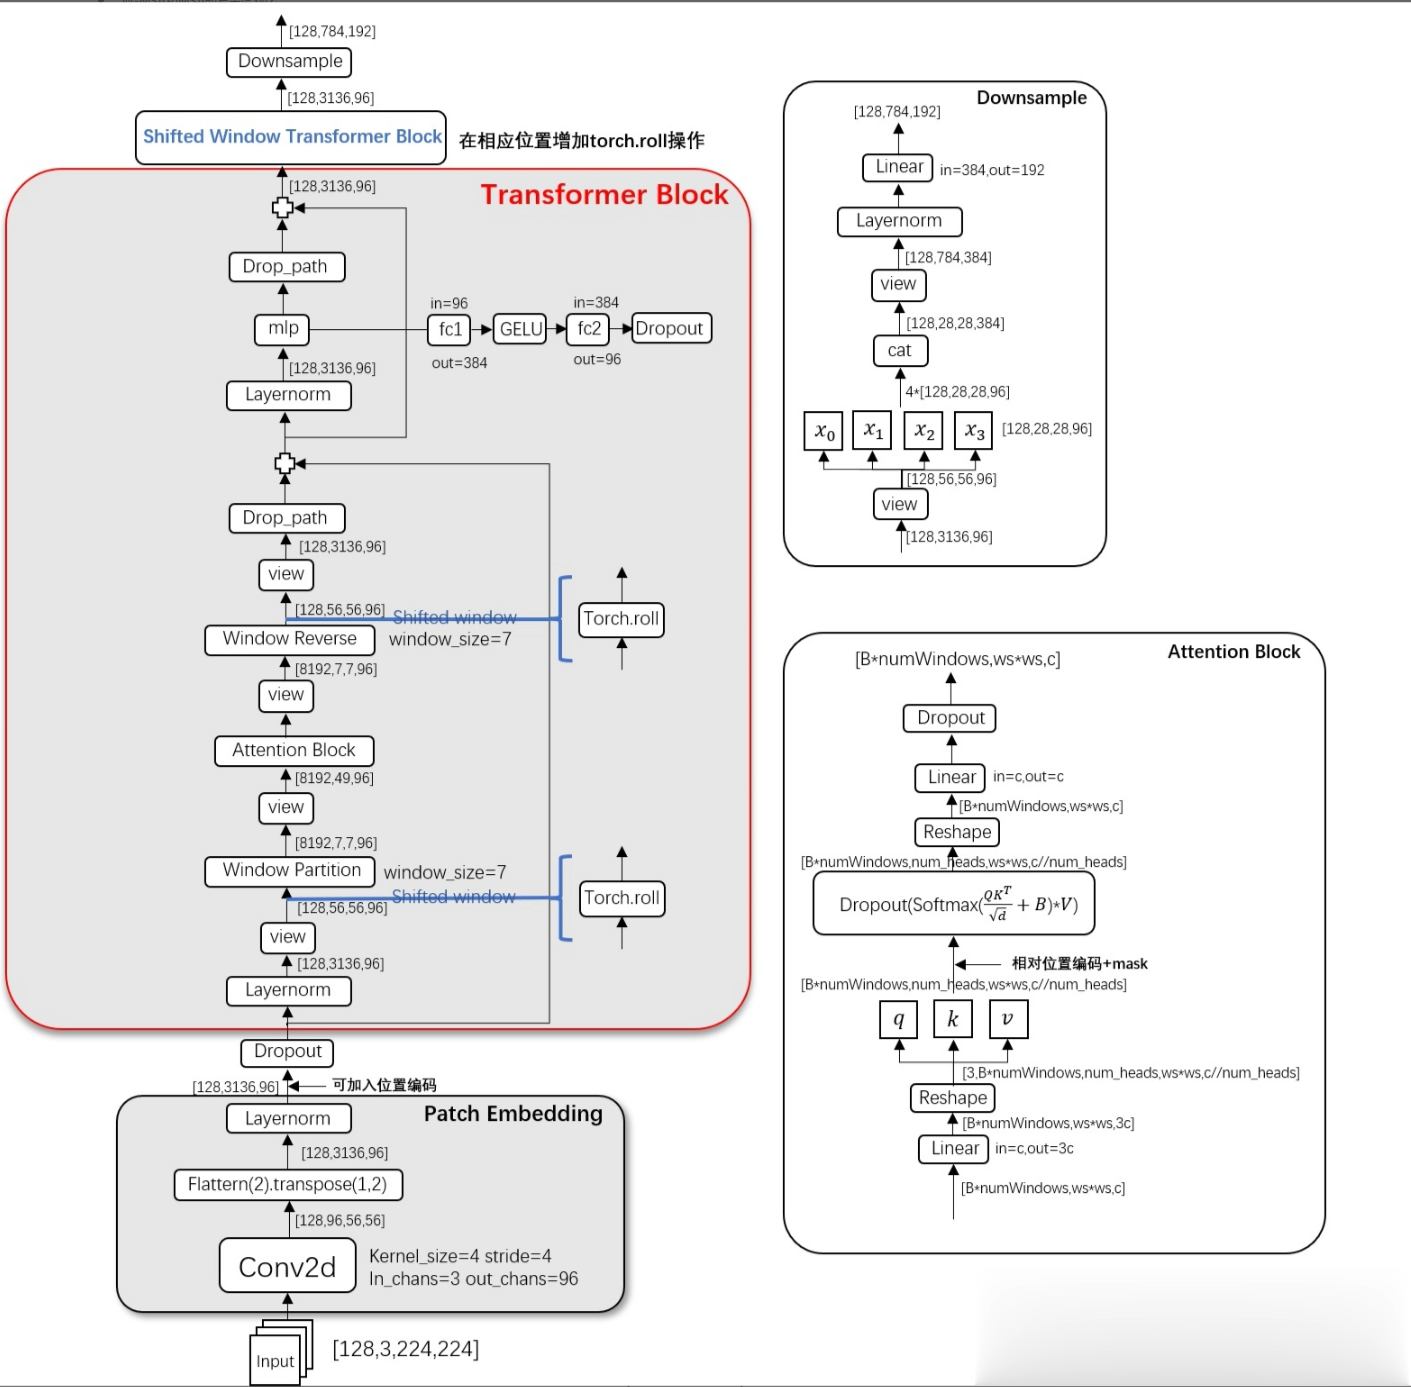 [128,784,192]
Downsample
[128,3136,96]
Shifted Window Transformer Block
在相应位置增加torch.roll操作
[128,3136,96]
Transformer Block
Drop_path
mlp
in=96
fc1
out=384
GELU
in=384
fc2
out=96
Dropout
[128,3136,96]
Layernorm
Drop_path
[128,3136,96]
view
[128,56,56,96]
Shifted window
Torch.roll
Window Reverse
window_size=7
[8192,7,7,96]
view
Attention Block
[8192,49,96]
view
[8192,7,7,96]
Window Partition
window_size=7
Shifted window
Torch.roll
[128,56,56,96]
view
[128,3136,96]
Layernorm
Dropout
[128,3136,96]
可加入位置编码
Patch Embedding
Layernorm
[128,3136,96]
Flattern(2).transpose(1,2)
[128,96,56,56]
Conv2d
Kernel_size=4 stride=4
In_chans=3 out_chans=96
Input
[128,3,224,224]
Downsample
[128,784,192]
Linear
in=384,out=192
Layernorm
[128,784,384]
view
[128,28,28,384]
cat
4*[128,28,28,96]
x₀ x₁ x₂ x₃
[128,28,28,96]
[128,56,56,96]
view
[128,3136,96]
Attention Block
[B*numWindows,ws*ws,c]
Dropout
Linear
in=c,out=c
[B*numWindows,ws*ws,c]
Reshape
[B*numWindows,num_heads,ws*ws,c//num_heads]
Dropout(Softmax(QKᵀ/√d + B)*V)
相对位置编码+mask
[B*numWindows,num_heads,ws*ws,c//num_heads]
q k v
[3,B*numWindows,num_heads,ws*ws,c//num_heads]
Reshape
[B*numWindows,ws*ws,3c]
Linear
in=c,out=3c
[B*numWindows,ws*ws,c]